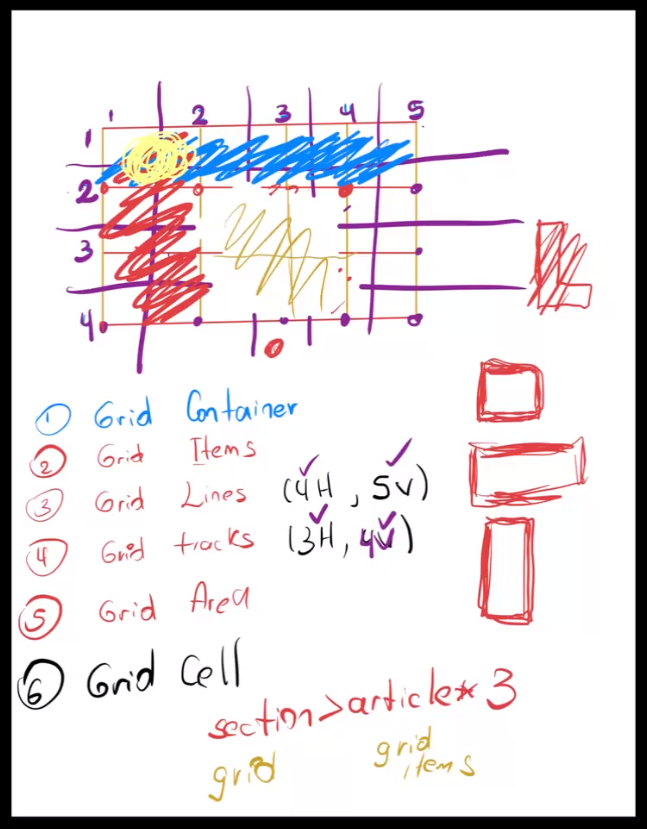 1 2 3 4 5
1
2
3
4
① Grid Container
② Grid Items
③ Grid Lines (4H, 5V)
④ Grid tracks (3H, 4V)
⑤ Grid Area
⑥ Grid Cell
section>article*3
grid grid items